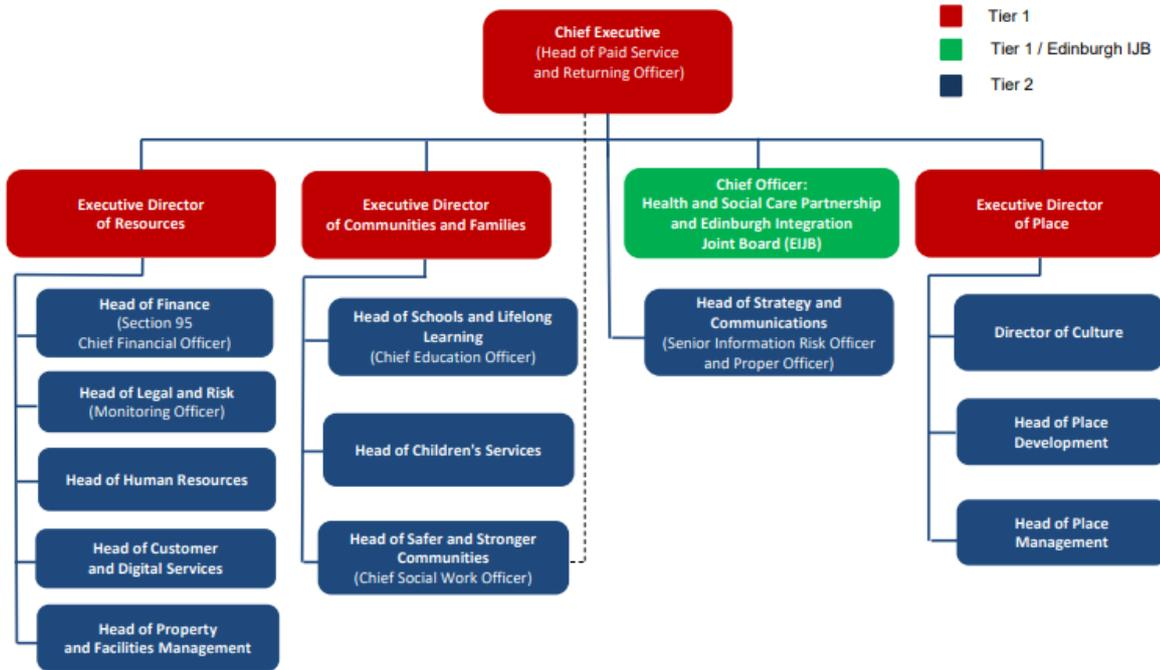 Chief Executive
(Head of Paid Service
and Returning Officer)
Tier 1
Tier 1 / Edinburgh IJB
Tier 2
Executive Director
of Resources
Executive Director
of Communities and Families
Chief Officer:
Health and Social Care Partnership
and Edinburgh Integration
Joint Board (EIJB)
Executive Director
of Place
Head of Finance
(Section 95
Chief Financial Officer)
Head of Legal and Risk
(Monitoring Officer)
Head of Human Resources
Head of Customer
and Digital Services
Head of Property
and Facilities Management
Head of Schools and Lifelong
Learning
(Chief Education Officer)
Head of Children's Services
Head of Safer and Stronger
Communities
(Chief Social Work Officer)
Head of Strategy and
Communications
(Senior Information Risk Officer
and Proper Officer)
Director of Culture
Head of Place
Development
Head of Place
Management